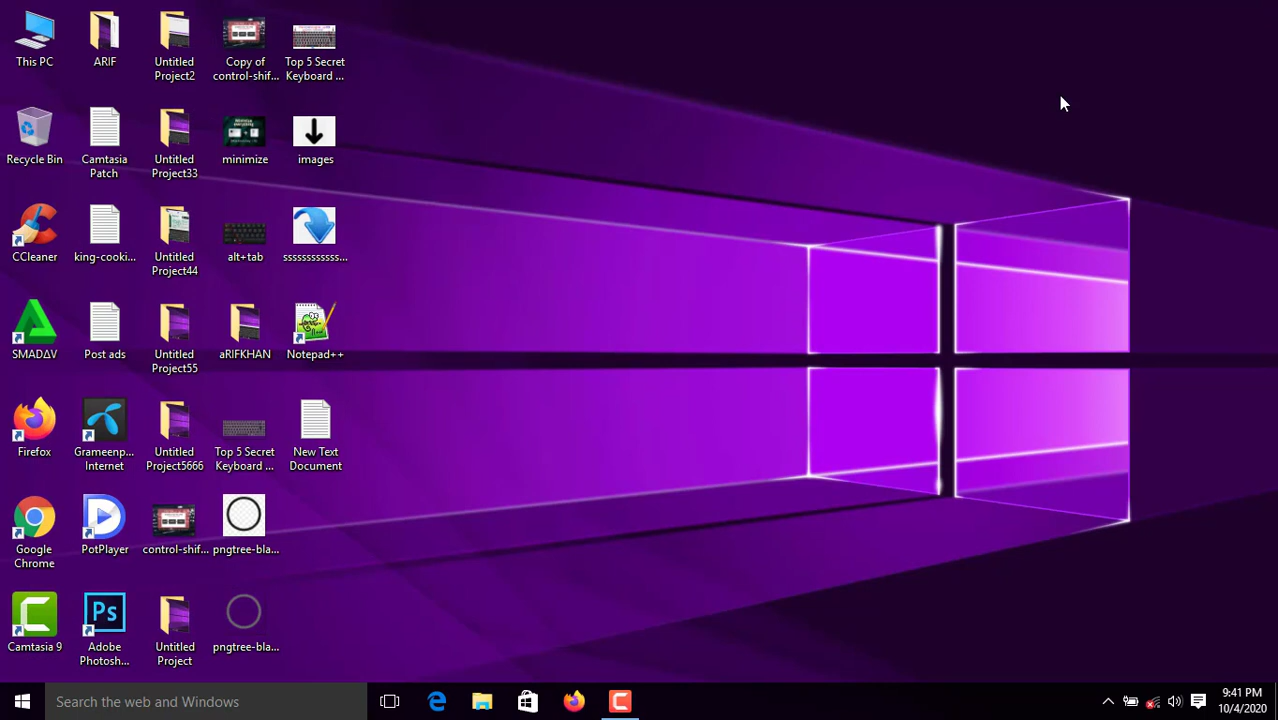 This PC
ARIF
Untitled
Project2
Copy of
control-shif...
Top 5 Secret
Keyboard ...
Recycle Bin
Camtasia
Patch
Untitled
Project33
minimize
images
CCleaner
king-cooki...
Untitled
Project44
alt+tab
ssssssssssss...
SMADΔV
Post ads
Untitled
Project55
aRIFKHAN
Notepad++
Firefox
Grameenp...
Internet
Untitled
Project5666
Top 5 Secret
Keyboard ...
New Text
Document
Google
Chrome
PotPlayer
control-shif...
pngtree-bla...
Camtasia 9
Ps
Adobe
Photosh...
Untitled
Project
pngtree-bla...
Search the web and Windows
9:41 PM
10/4/2020